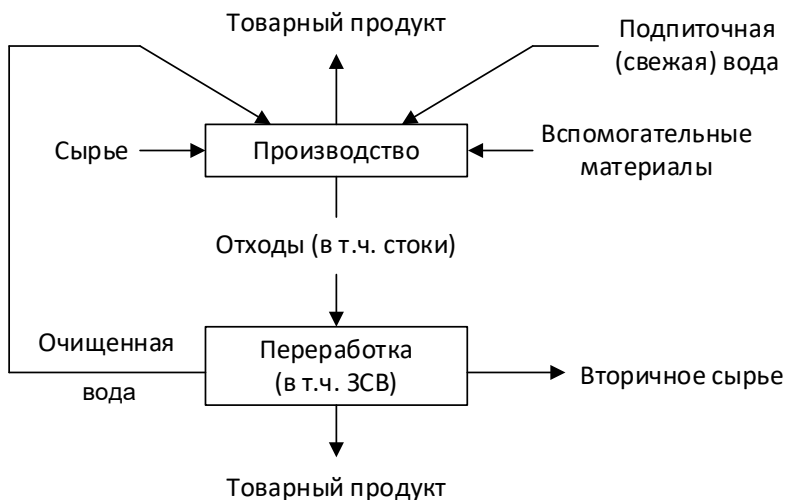 Товарный продукт
Подпиточная
(свежая) вода
Сырье
Производство
Вспомогательные
материалы
Отходы (в т.ч. стоки)
Очищенная
вода
Переработка
(в т.ч. ЗСВ)
Вторичное сырье
Товарный продукт